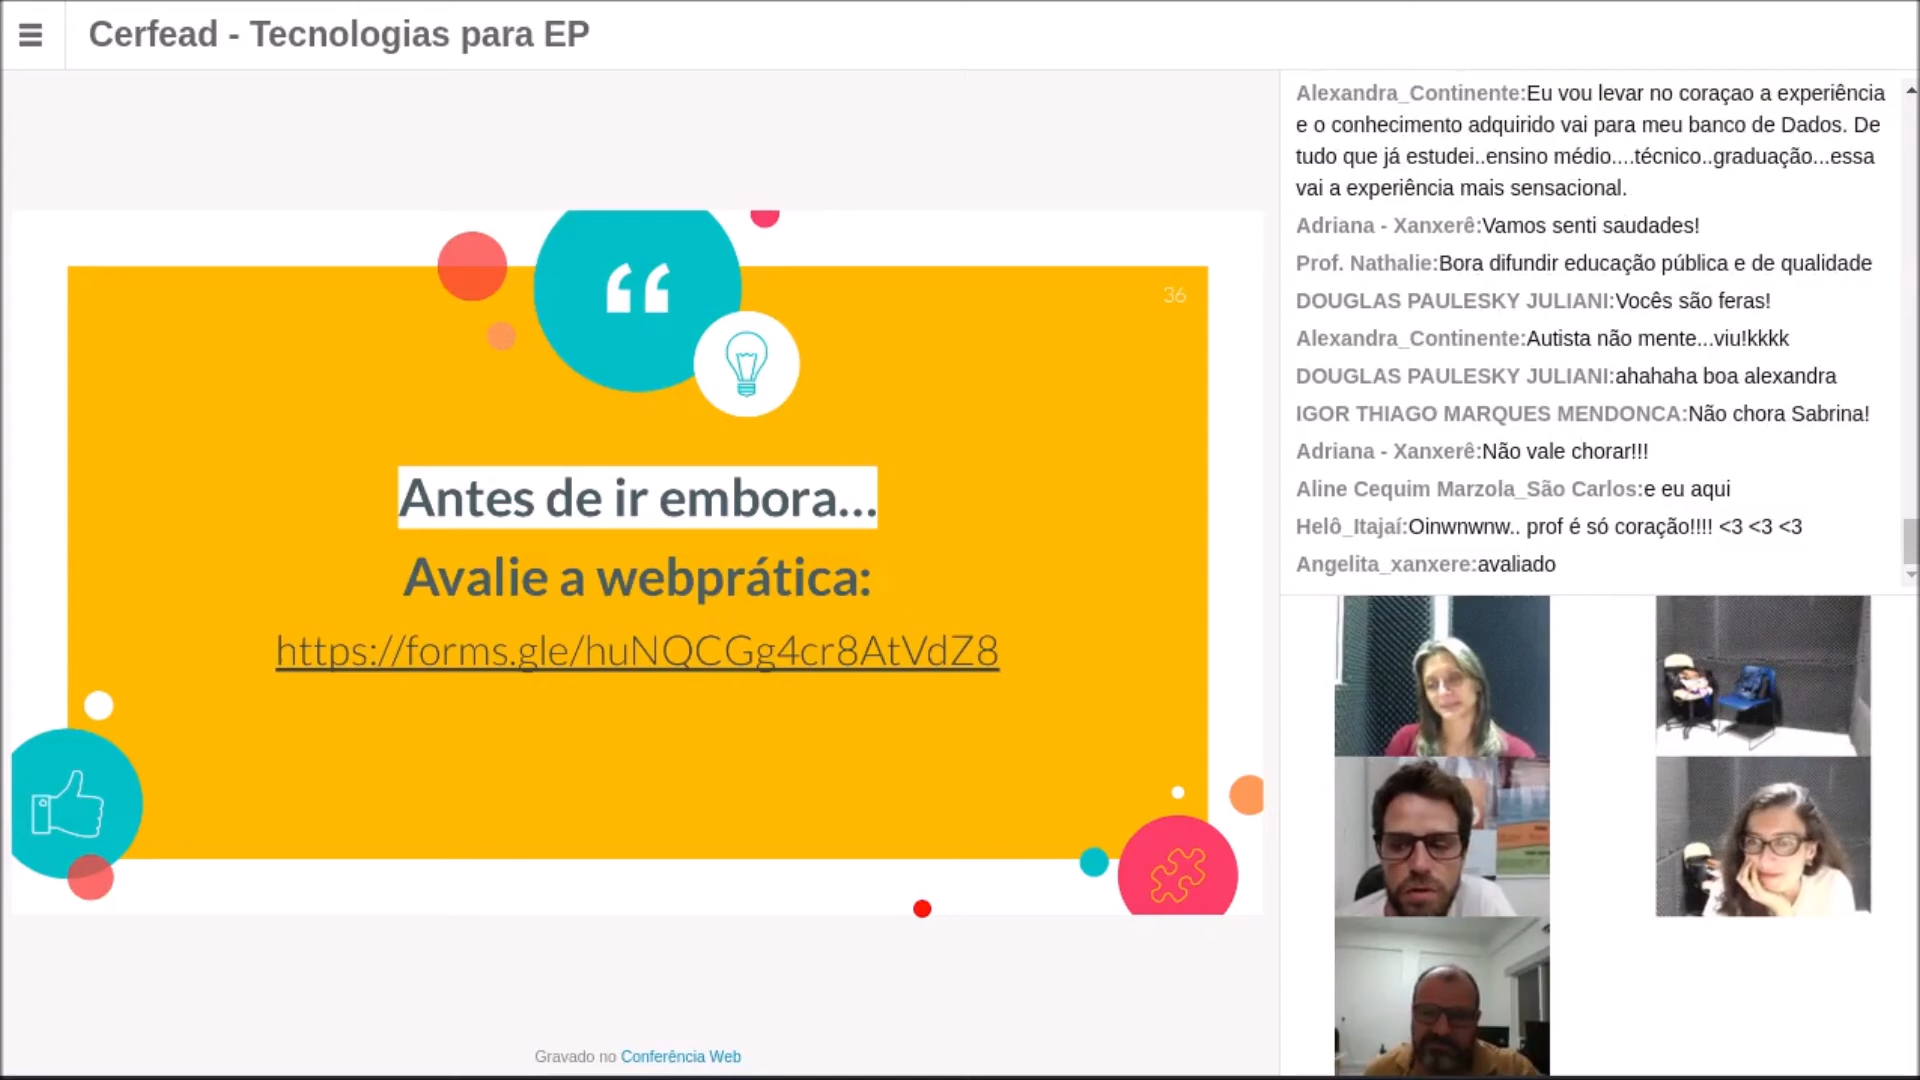 Cerfead - Tecnologias para EP
36
Antes de ir embora...
Avalie a webprática:
https://forms.gle/huNQCGg4cr8AtVdZ8
Gravado no Conferência Web
Alexandra_Continente:Eu vou levar no coraçao a experiência
e o conhecimento adquirido vai para meu banco de Dados. De
tudo que já estudei..ensino médio....técnico..graduação...essa
vai a experiência mais sensacional.
Adriana - Xanxerê:Vamos senti saudades!
Prof. Nathalie:Bora difundir educação pública e de qualidade
DOUGLAS PAULESKY JULIANI:Vocês são feras!
Alexandra_Continente:Autista não mente...viu!kkkk
DOUGLAS PAULESKY JULIANI:ahahaha boa alexandra
IGOR THIAGO MARQUES MENDONCA:Não chora Sabrina!
Adriana - Xanxerê:Não vale chorar!!!
Aline Cequim Marzola_São Carlos:e eu aqui
Helô_Itajaí:Oinwnwnw.. prof é só coração!!!! <3 <3 <3
Angelita_xanxere:avaliado